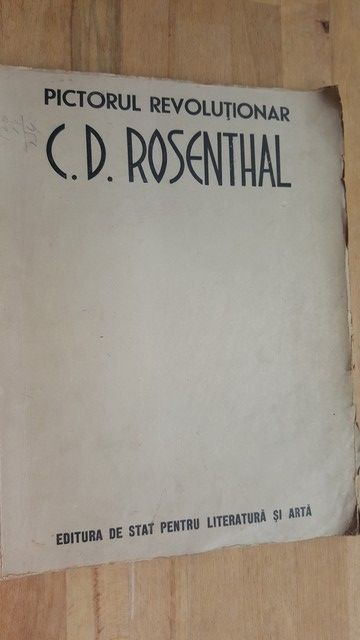 PICTORUL REVOLUȚIONAR
C.D. ROSENTHAL
EDITURA DE STAT PENTRU LITERATURĂ ȘI ARTĂ